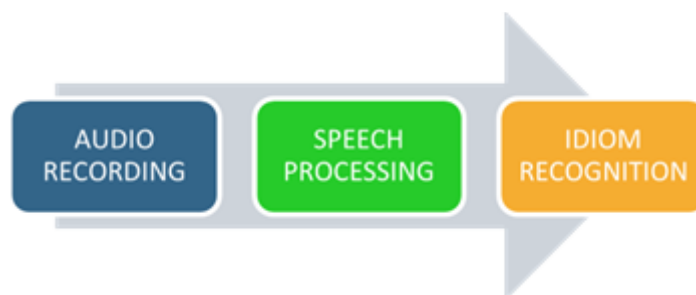 AUDIO
RECORDING
SPEECH
PROCESSING
IDIOM
RECOGNITION